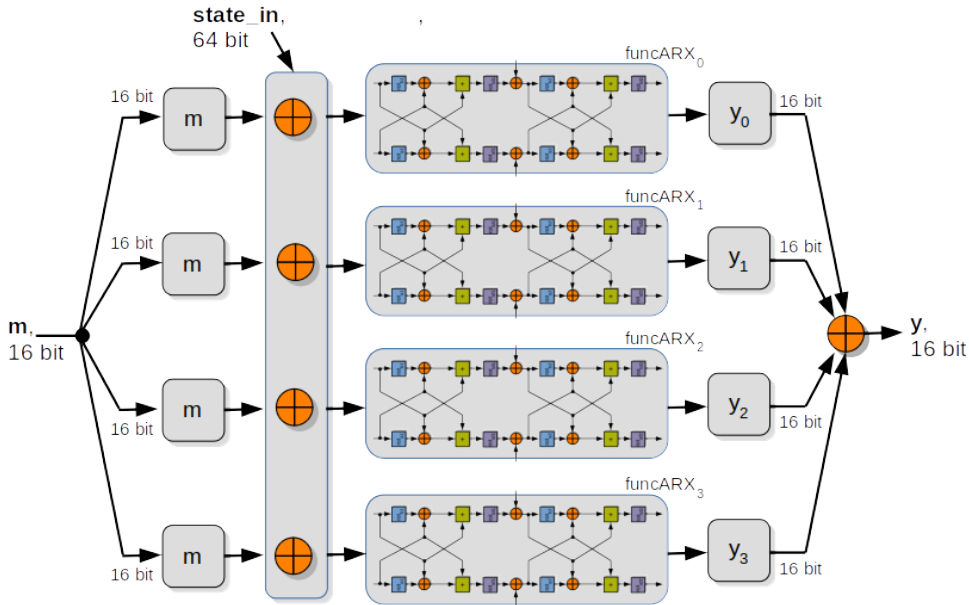 state_in, ,
64 bit
funcARX0
16 bit
m
y0
16 bit
funcARX1
16 bit
m
y1
16 bit
m,
16 bit
y,
16 bit
funcARX2
m
16 bit
y2
16 bit
funcARX3
m
16 bit
y3
16 bit